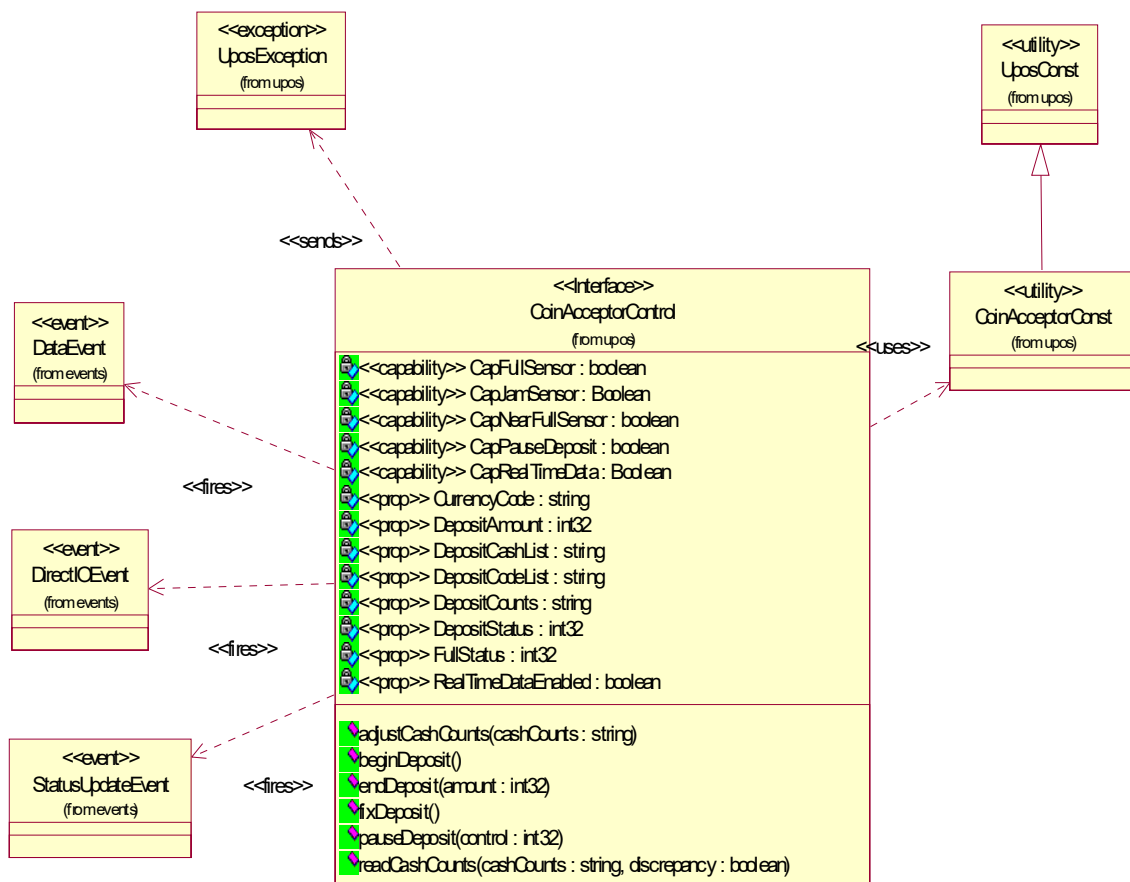 <<exception>>
UposException
(from upos)
<<utility>>
UposConst
(from upos)
<<sends>>
<<Interface>>
CoinAcceptorControl
(from upos)
<<uses>>
<<utility>>
CoinAcceptorConst
(from upos)
<<event>>
DataEvent
(from events)
<<fires>>
<<event>>
DirectIOEvent
(from events)
<<fires>>
<<event>>
StatusUpdateEvent
(from events)
<<fires>>
<<capability>> CapFullSensor : boolean
<<capability>> CapJamSensor : Boolean
<<capability>> CapNearFullSensor : boolean
<<capability>> CapPauseDeposit : boolean
<<capability>> CapRealTimeData : Boolean
<<prop>> CurrencyCode : string
<<prop>> DepositAmount : int32
<<prop>> DepositCashList : string
<<prop>> DepositCodeList : string
<<prop>> DepositCounts : string
<<prop>> DepositStatus : int32
<<prop>> FullStatus : int32
<<prop>> RealTimeDataEnabled : boolean
adjustCashCounts(cashCounts : string)
beginDeposit()
endDeposit(amount : int32)
fixDeposit()
pauseDeposit(control : int32)
readCashCounts(cashCounts : string, discrepancy : boolean)